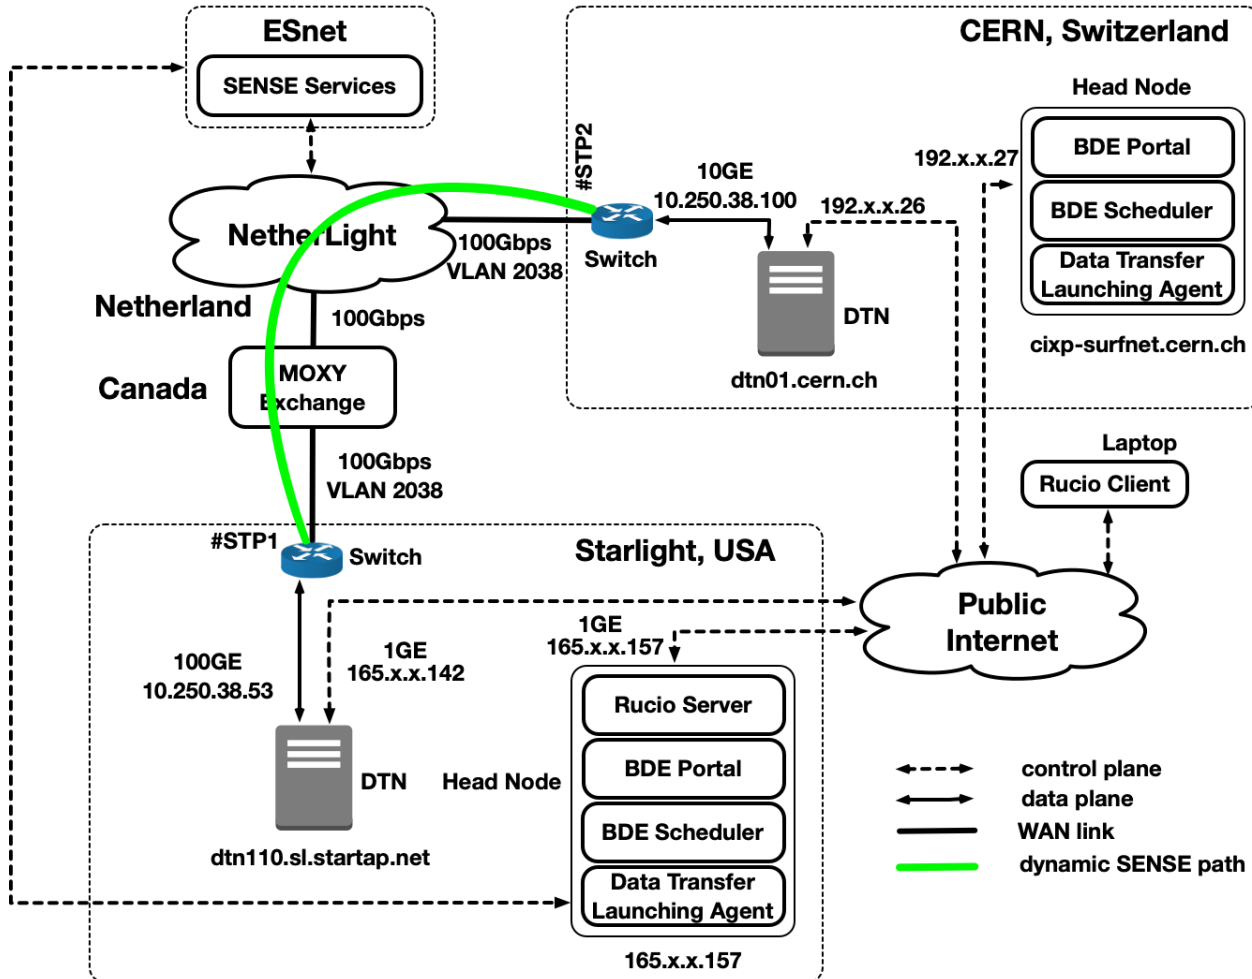 ESnet
SENSE Services
CERN, Switzerland
Head Node
BDE Portal
BDE Scheduler
Data Transfer
Launching Agent
cixp-surfnet.cern.ch
192.x.x.27
#STP2
10GE
10.250.38.100
192.x.x.26
Switch
DTN
dtn01.cern.ch
NetherLight
100Gbps
VLAN 2038
Netherland
100Gbps
Canada
MOXY
Exchange
100Gbps
VLAN 2038
Laptop
Rucio Client
Public
Internet
#STP1
Switch
Starlight, USA
100GE
10.250.38.53
1GE
165.x.x.142
1GE
165.x.x.157
DTN
dtn110.sl.startap.net
Head Node
Rucio Server
BDE Portal
BDE Scheduler
Data Transfer
Launching Agent
165.x.x.157
control plane
data plane
WAN link
dynamic SENSE path